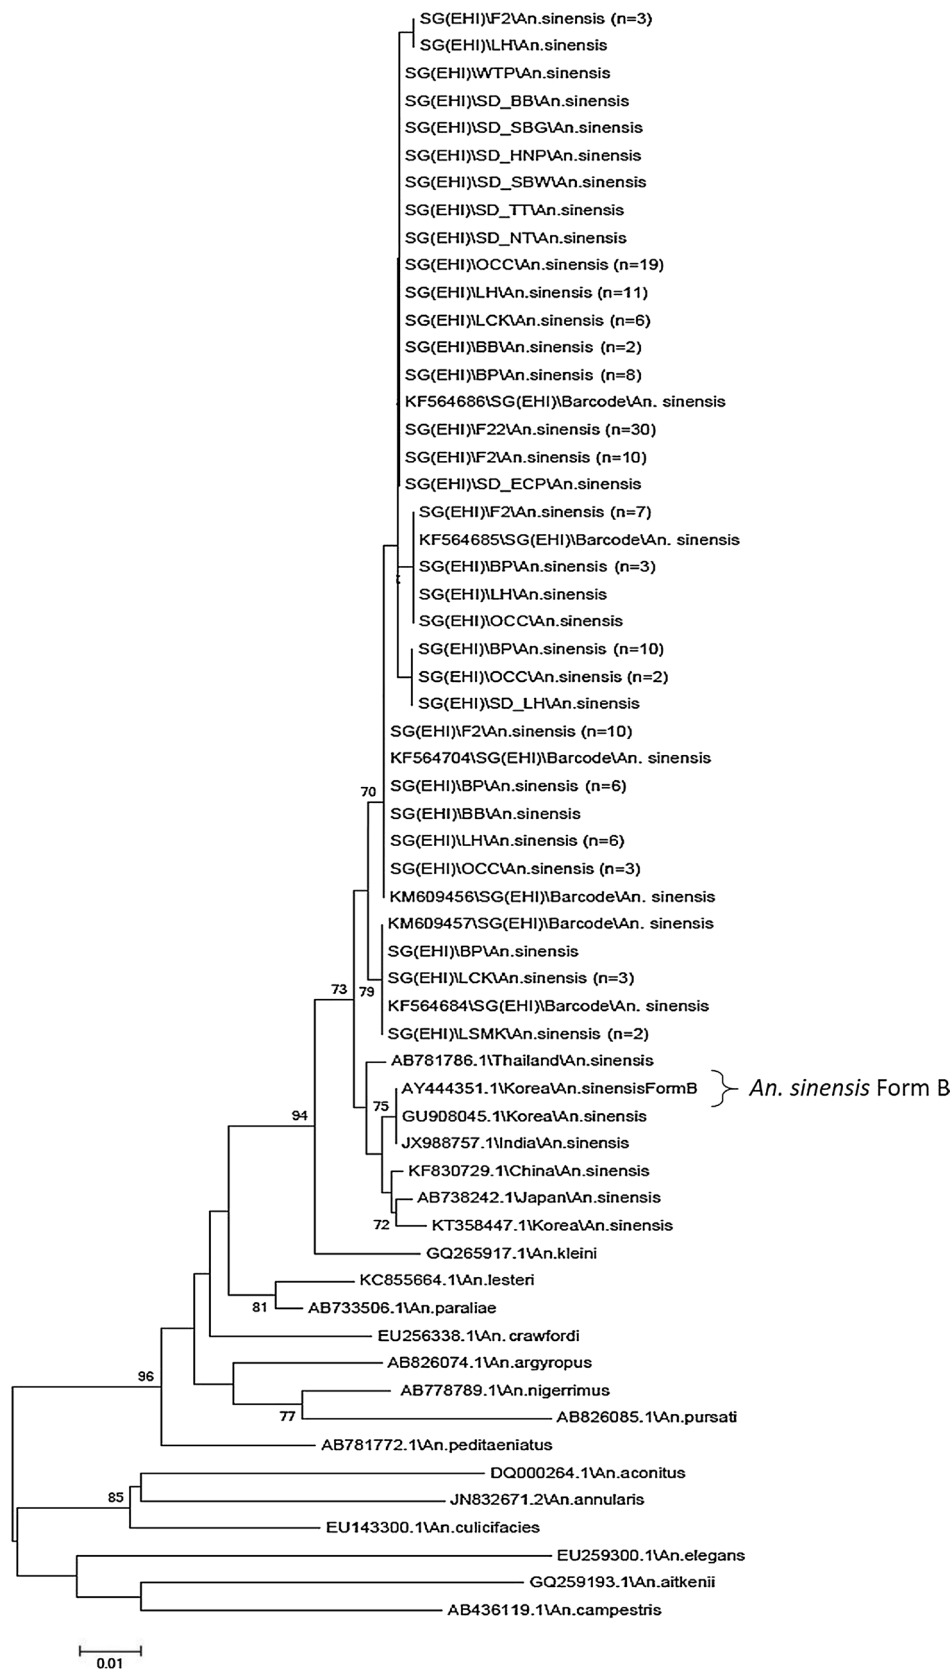 SG(EHI)\F2\An.sinensis (n=3)
SG(EHI)\LH\An.sinensis
SG(EHI)\WTP\An.sinensis
SG(EHI)\SD_BB\An.sinensis
SG(EHI)\SD_SBG\An.sinensis
SG(EHI)\SD_HNP\An.sinensis
SG(EHI)\SD_SBW\An.sinensis
SG(EHI)\SD_TT\An.sinensis
SG(EHI)\SD_NT\An.sinensis
SG(EHI)\OCC\An.sinensis (n=19)
SG(EHI)\LH\An.sinensis (n=11)
SG(EHI)\LCK\An.sinensis (n=6)
SG(EHI)\BB\An.sinensis (n=2)
SG(EHI)\BP\An.sinensis (n=8)
KF564686\SG(EHI)\Barcode\An. sinensis
SG(EHI)\F22\An.sinensis (n=30)
SG(EHI)\F2\An.sinensis (n=10)
SG(EHI)\SD_ECP\An.sinensis
SG(EHI)\F2\An.sinensis (n=7)
KF564685\SG(EHI)\Barcode\An. sinensis
SG(EHI)\BP\An.sinensis (n=3)
SG(EHI)\LH\An.sinensis
SG(EHI)\OCC\An.sinensis
SG(EHI)\BP\An.sinensis (n=10)
SG(EHI)\OCC\An.sinensis (n=2)
SG(EHI)\SD_LH\An.sinensis
SG(EHI)\F2\An.sinensis (n=10)
KF564704\SG(EHI)\Barcode\An. sinensis
SG(EHI)\BP\An.sinensis (n=6)
70
SG(EHI)\BB\An.sinensis
SG(EHI)\LH\An.sinensis (n=6)
SG(EHI)\OCC\An.sinensis (n=3)
KM609456\SG(EHI)\Barcode\An. sinensis
KM609457\SG(EHI)\Barcode\An. sinensis
SG(EHI)\BP\An.sinensis
SG(EHI)\LCK\An.sinensis (n=3)
73
79
KF564684\SG(EHI)\Barcode\An. sinensis
SG(EHI)\LSMK\An.sinensis (n=2)
AB781786.1\Thailand\An.sinensis
AY444351.1\Korea\An.sinensisFormB
An. sinensis Form B
75
GU908045.1\Korea\An.sinensis
94
JX988757.1\India\An.sinensis
KF830729.1\China\An.sinensis
AB738242.1\Japan\An.sinensis
72
KT358447.1\Korea\An.sinensis
GQ265917.1\An.kleini
KC855664.1\An.lesteri
81
AB733506.1\An.paraliae
EU256338.1\An. crawfordi
AB826074.1\An.argyropus
96
AB778789.1\An.nigerrimus
77
AB826085.1\An.pursati
AB781772.1\An.peditaeniatus
DQ000264.1\An.aconitus
85
JN832671.2\An.annularis
EU143300.1\An.culicifacies
EU259300.1\An.elegans
GQ259193.1\An.aitkenii
AB436119.1\An.campestris
0.01